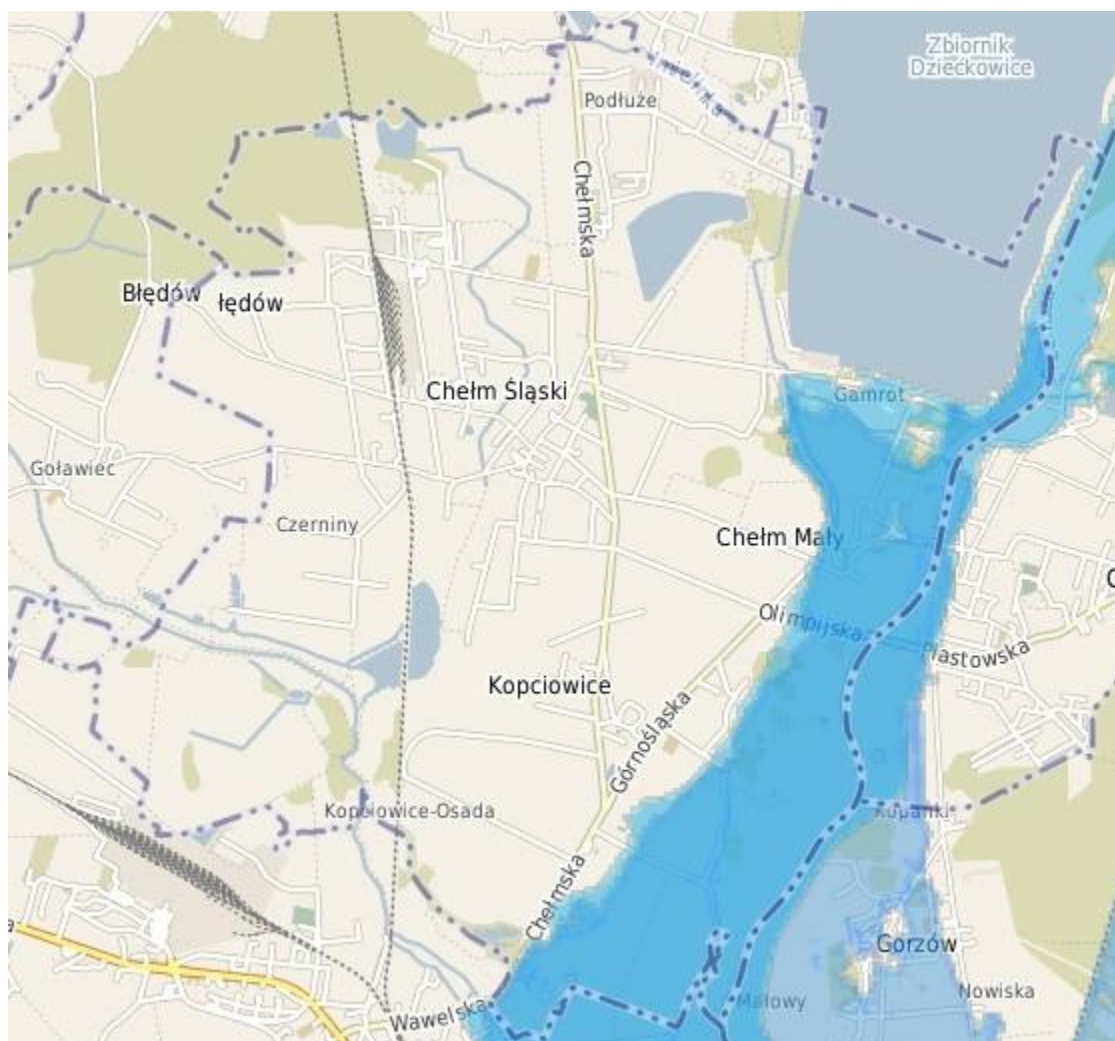 Zbiornik
Dziećkowice
Imielinka
Podłuże
Chełmska
Błędów
łędów
Chełm Śląski
Gamrot
Goławiec
Czerniny
Chełm Mały
Olimpijska
Piastowska
Kopciowice
Górnośląska
Kopciowice-Osada
Kopanki
Chełmska
Gorzów
Nowiska
Małowy
Wawelska